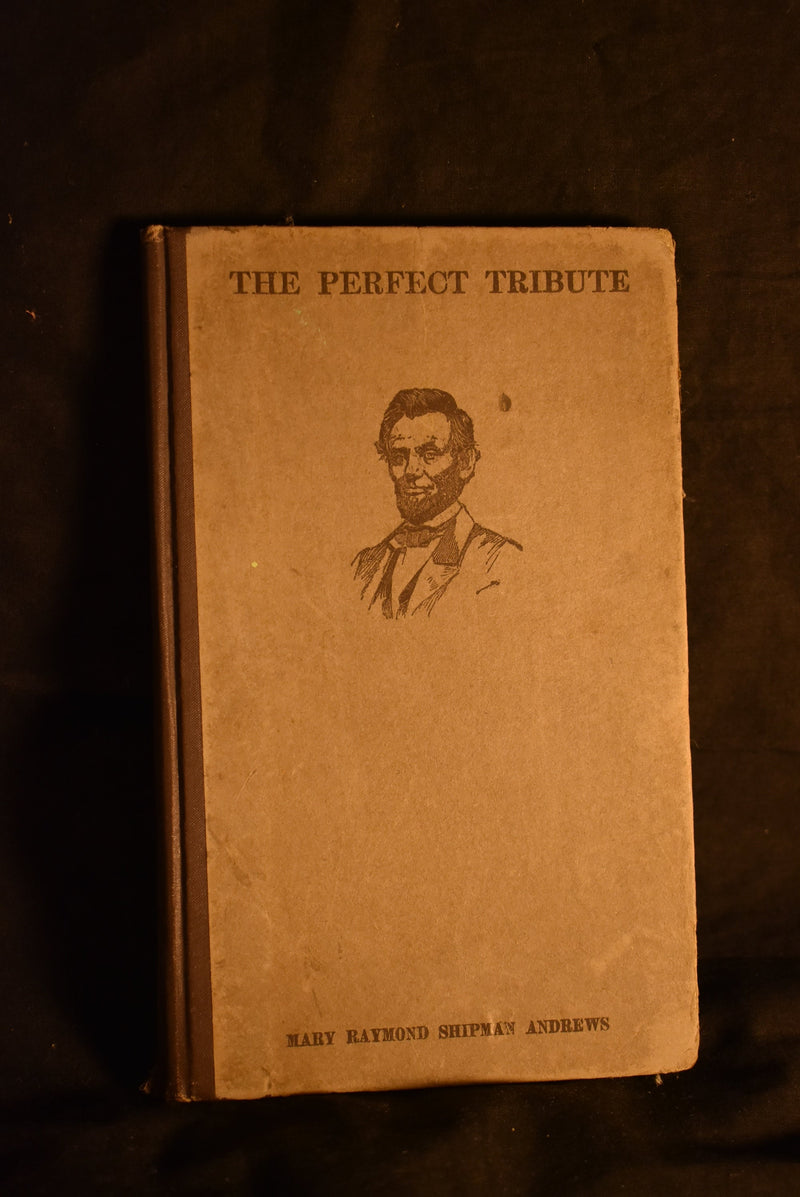 THE PERFECT TRIBUTE
MARY RAYMOND SHIPMAN ANDREWS